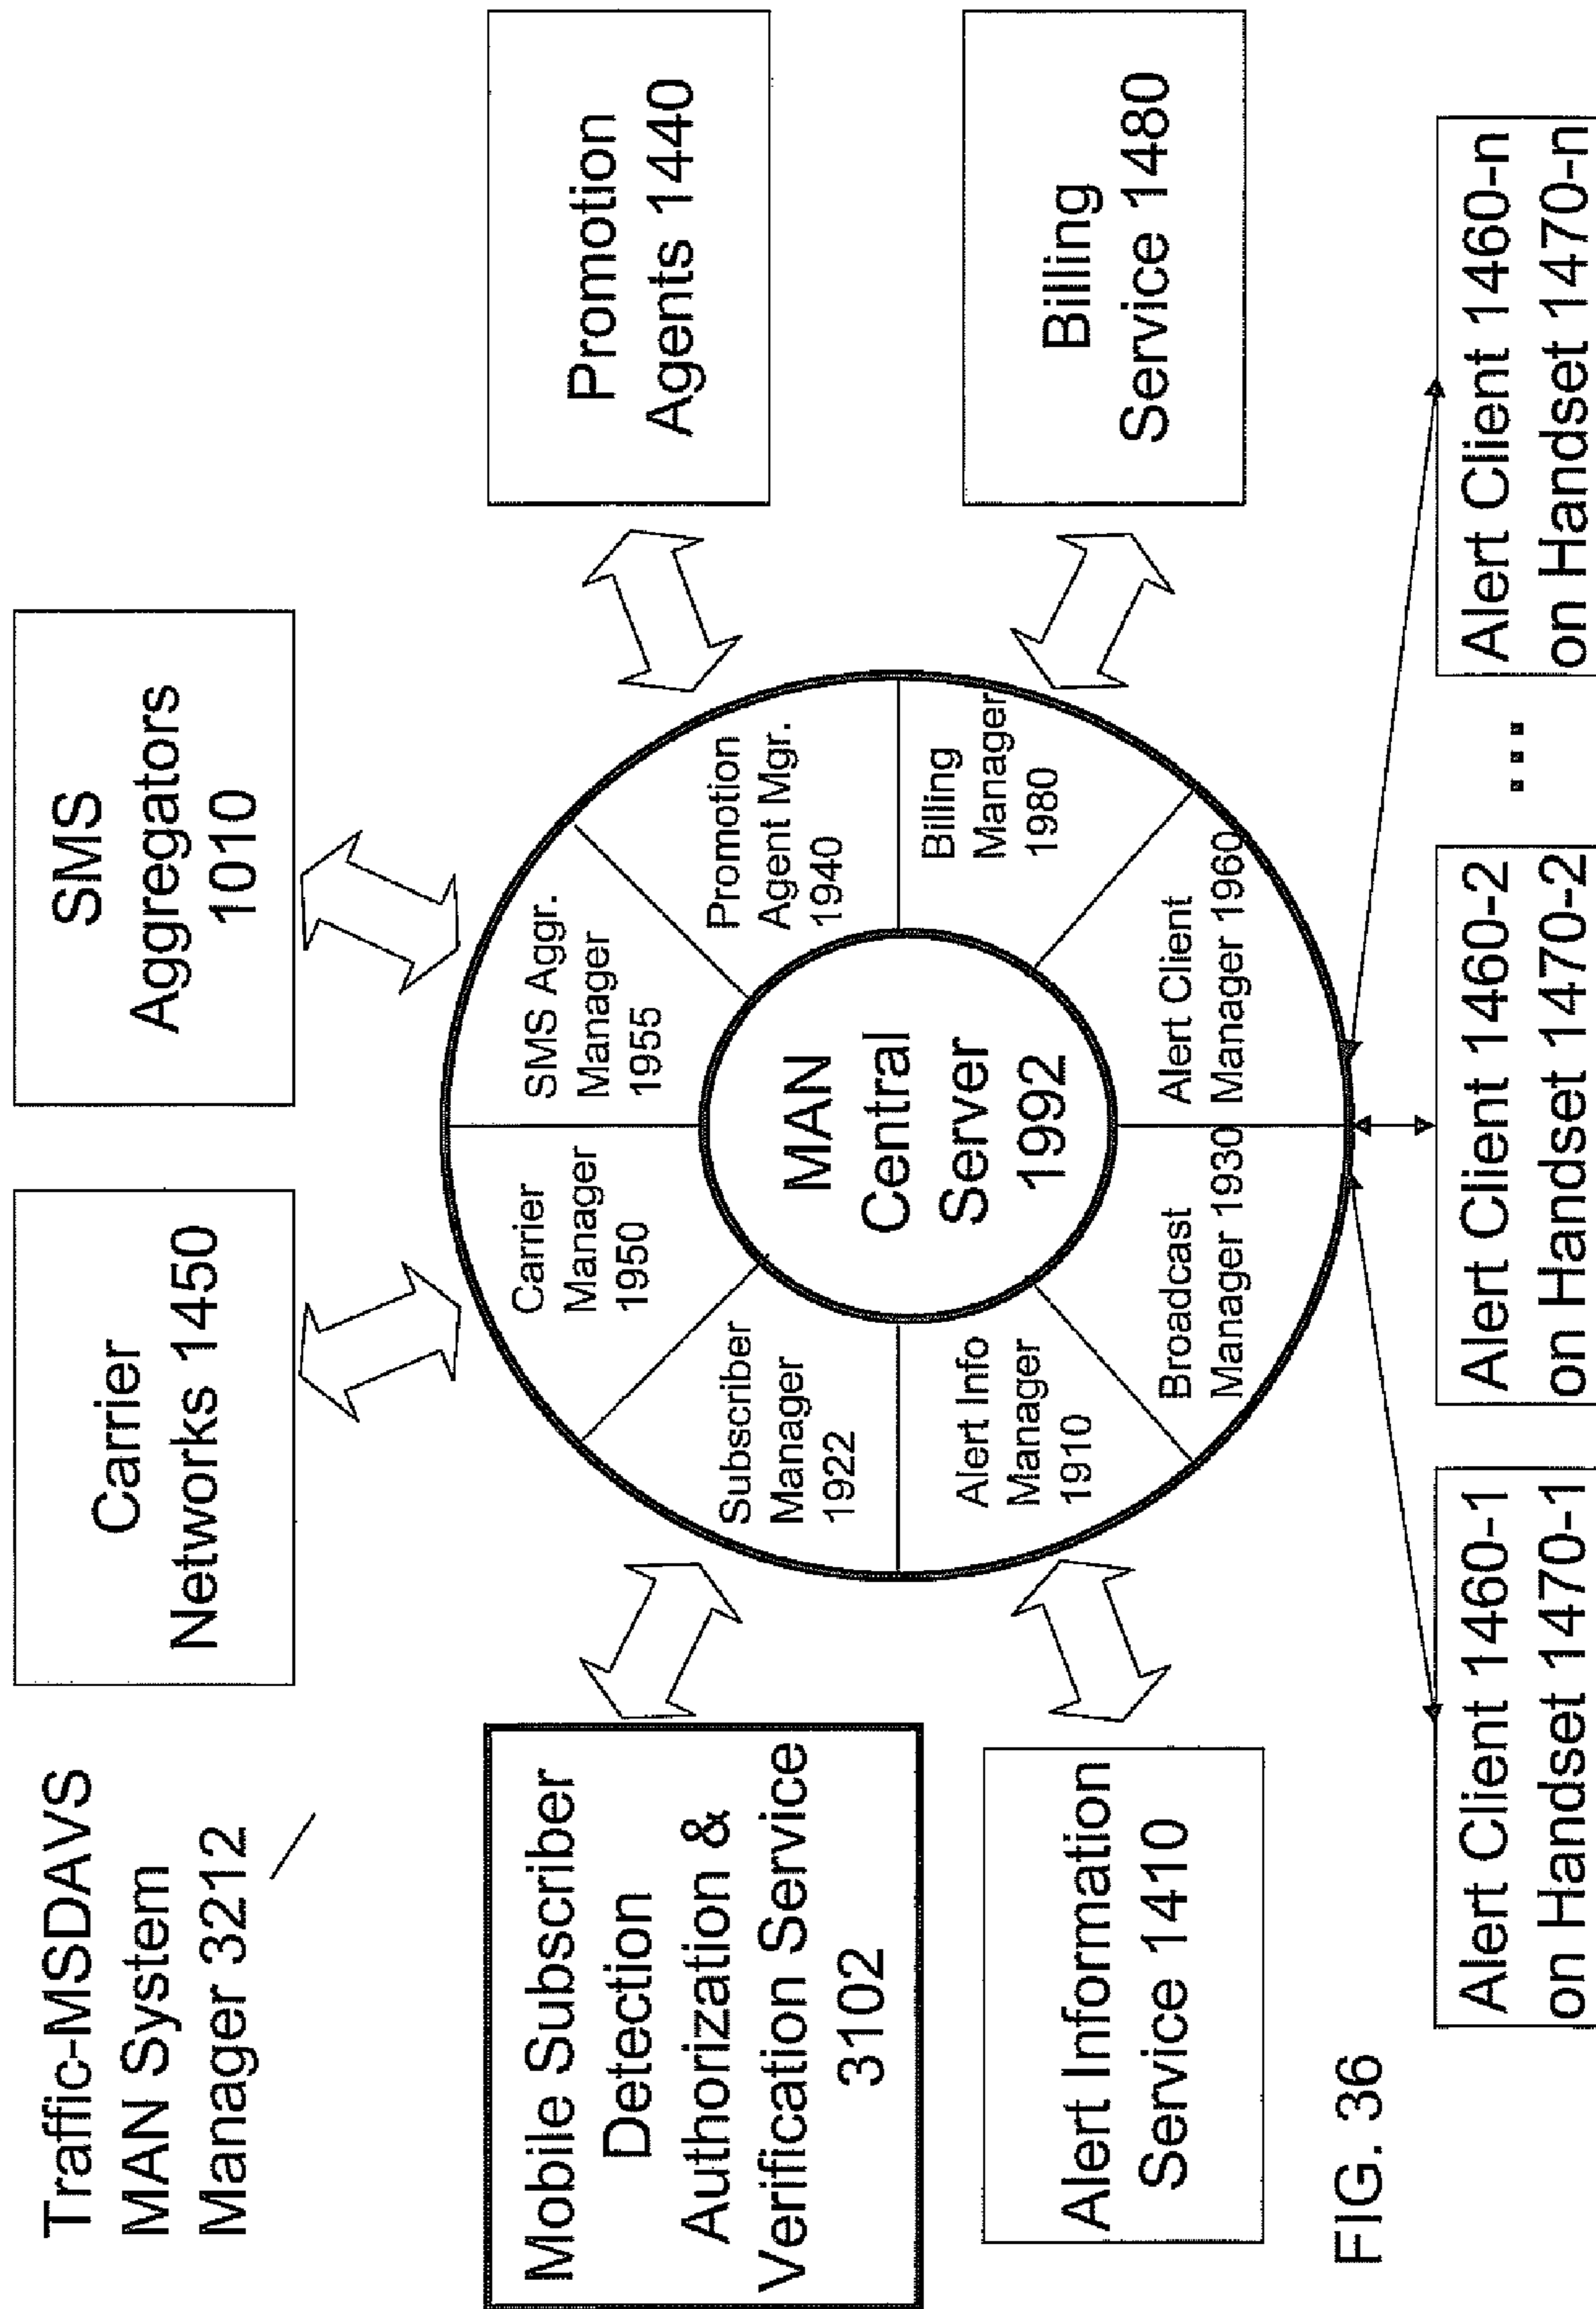 Traffic-MSDAVS
MAN System
Manager 3212
Carrier
Networks 1450
SMS
Aggregators
1010
Mobile Subscriber
Detection
Authorization &
Verification Service
3102
Promotion
Agents 1440
Carrier
Manager
1950
SMS Aggr.
Manager
1955
Subscriber
Manager
1922
Promotion
Agent Mgr.
1940
MAN
Central
Server
1992
Alert Info
Manager
1910
Billing
Manager
1980
Broadcast
Manager 1930
Alert Client
Manager 1960
Alert Information
Service 1410
Billing
Service 1480
FIG. 36
Alert Client 1460-1
on Handset 1470-1
Alert Client 1460-2
on Handset 1470-2
...
Alert Client 1460-n
on Handset 1470-n